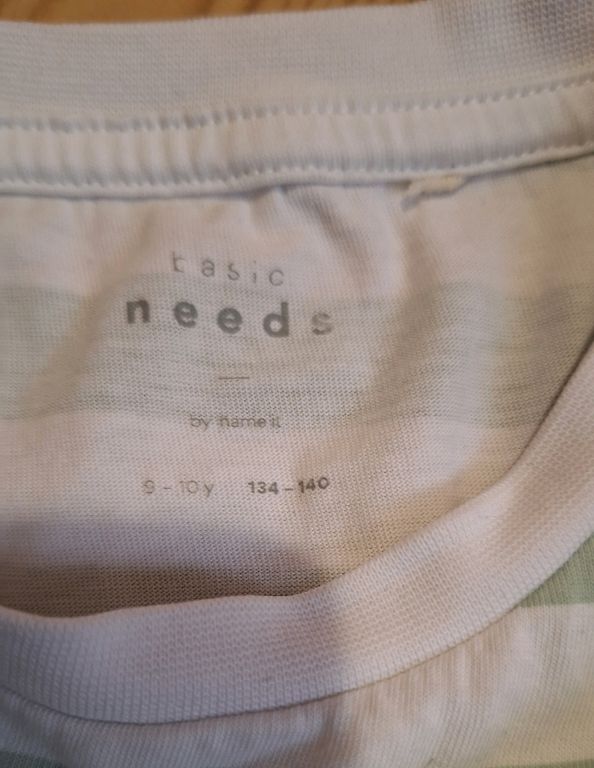 basic
needs
by name it
9 - 10 y 134 - 140